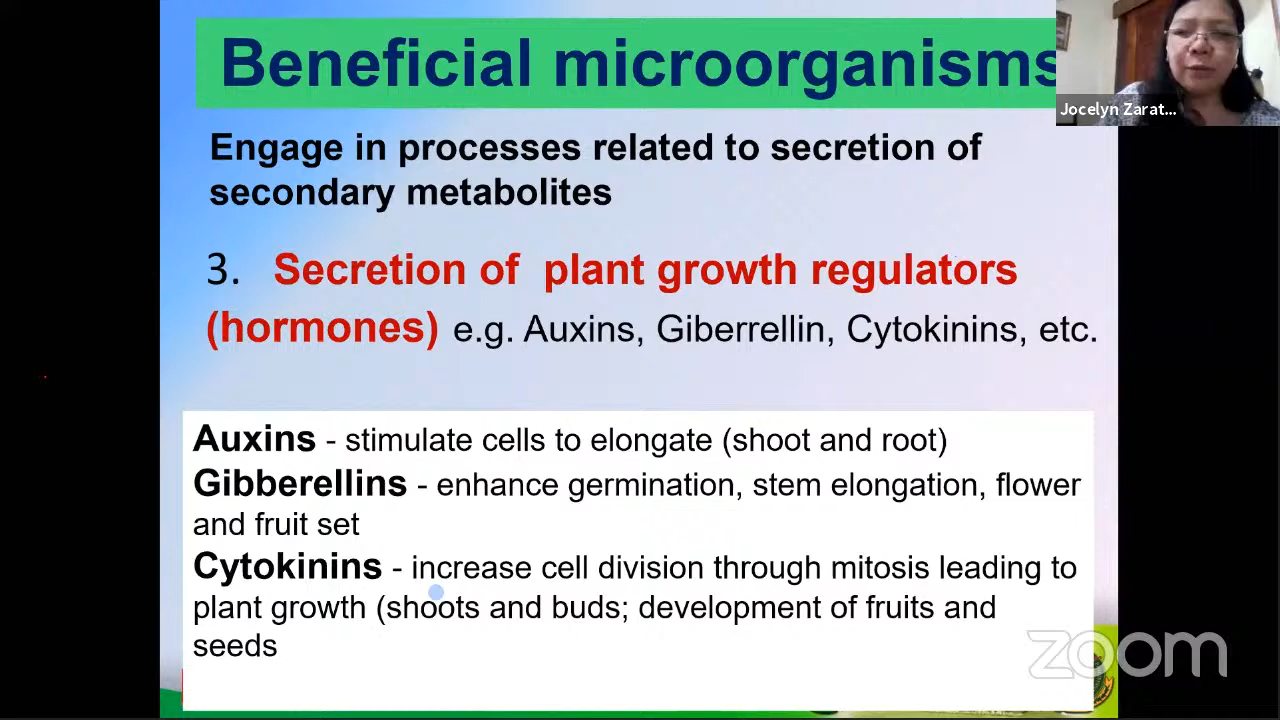 Beneficial microorganisms
Jocelyn Zarat...
Engage in processes related to secretion of
secondary metabolites
3. Secretion of plant growth regulators
(hormones) e.g. Auxins, Giberrellin, Cytokinins, etc.
Auxins - stimulate cells to elongate (shoot and root)
Gibberellins - enhance germination, stem elongation, flower
and fruit set
Cytokinins - increase cell division through mitosis leading to
plant growth (shoots and buds; development of fruits and
seeds
zoom